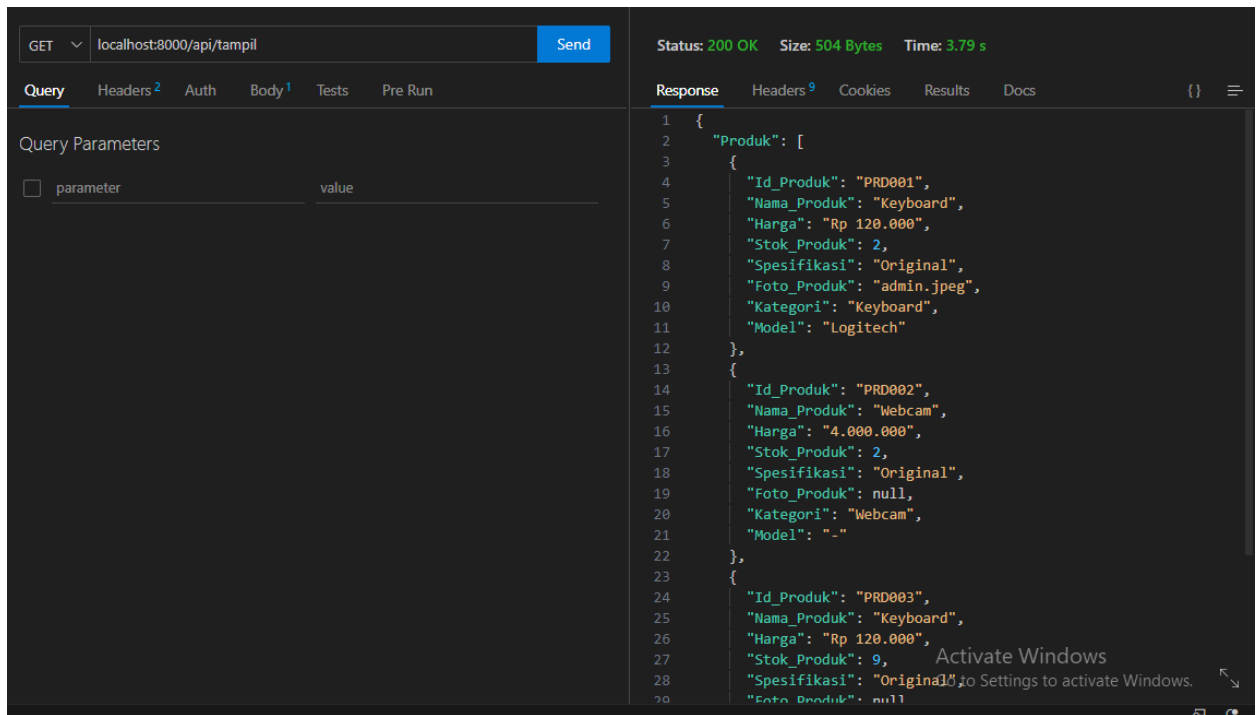 GET localhost:8000/api/tampil Send
Query Headers 2 Auth Body 1 Tests Pre Run
Query Parameters
parameter value
Status: 200 OK Size: 504 Bytes Time: 3.79 s
Response Headers 9 Cookies Results Docs { }
1 {
2 "Produk": [
3 {
4 "Id_Produk": "PRD001",
5 "Nama_Produk": "Keyboard",
6 "Harga": "Rp 120.000",
7 "Stok_Produk": 2,
8 "Spesifikasi": "Original",
9 "Foto_Produk": "admin.jpeg",
10 "Kategori": "Keyboard",
11 "Model": "Logitech"
12 },
13 {
14 "Id_Produk": "PRD002",
15 "Nama_Produk": "Webcam",
16 "Harga": "4.000.000",
17 "Stok_Produk": 2,
18 "Spesifikasi": "Original",
19 "Foto_Produk": null,
20 "Kategori": "Webcam",
21 "Model": "-"
22 },
23 {
24 "Id_Produk": "PRD003",
25 "Nama_Produk": "Keyboard",
26 "Harga": "Rp 120.000",
27 "Stok_Produk": 9,
28 "Spesifikasi": "Original",
29 "Foto_Produk": null
Activate Windows
Go to Settings to activate Windows.